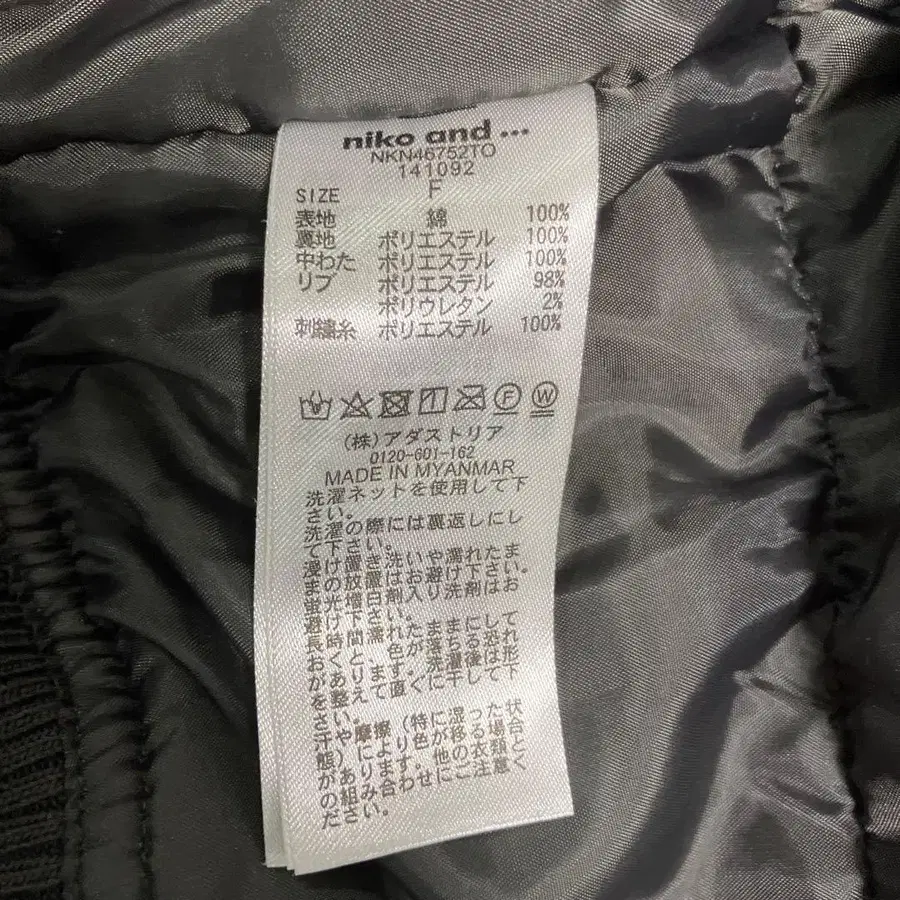 niko and ...
NKN46752TO
141092
SIZE F
表地 綿 100%
裏地 ポリエステル 100%
中わた ポリエステル 100%
リブ ポリエステル 98%
ポリウレタン 2%
刺繍糸 ポリエステル 100%
F W
(株)アダストリア
0120-601-162
MADE IN MYANMAR
洗濯ネットを使用して下
さい。
洗濯の際には裏返しにし
て下さい。
漬け置き洗いや濡れたま
まの放置はお避け下さい。
蛍光増白剤入り洗剤はお
避け下さい。
長時間濡れたままにして
おくと色が落ちる恐れ
があります。洗濯後は形
を整えて直ぐに干して下
さい。
汗や摩擦(特に湿った状
態)により色が移る場合
があります。他の衣類と
の組み合わせにご注意く
ださい。